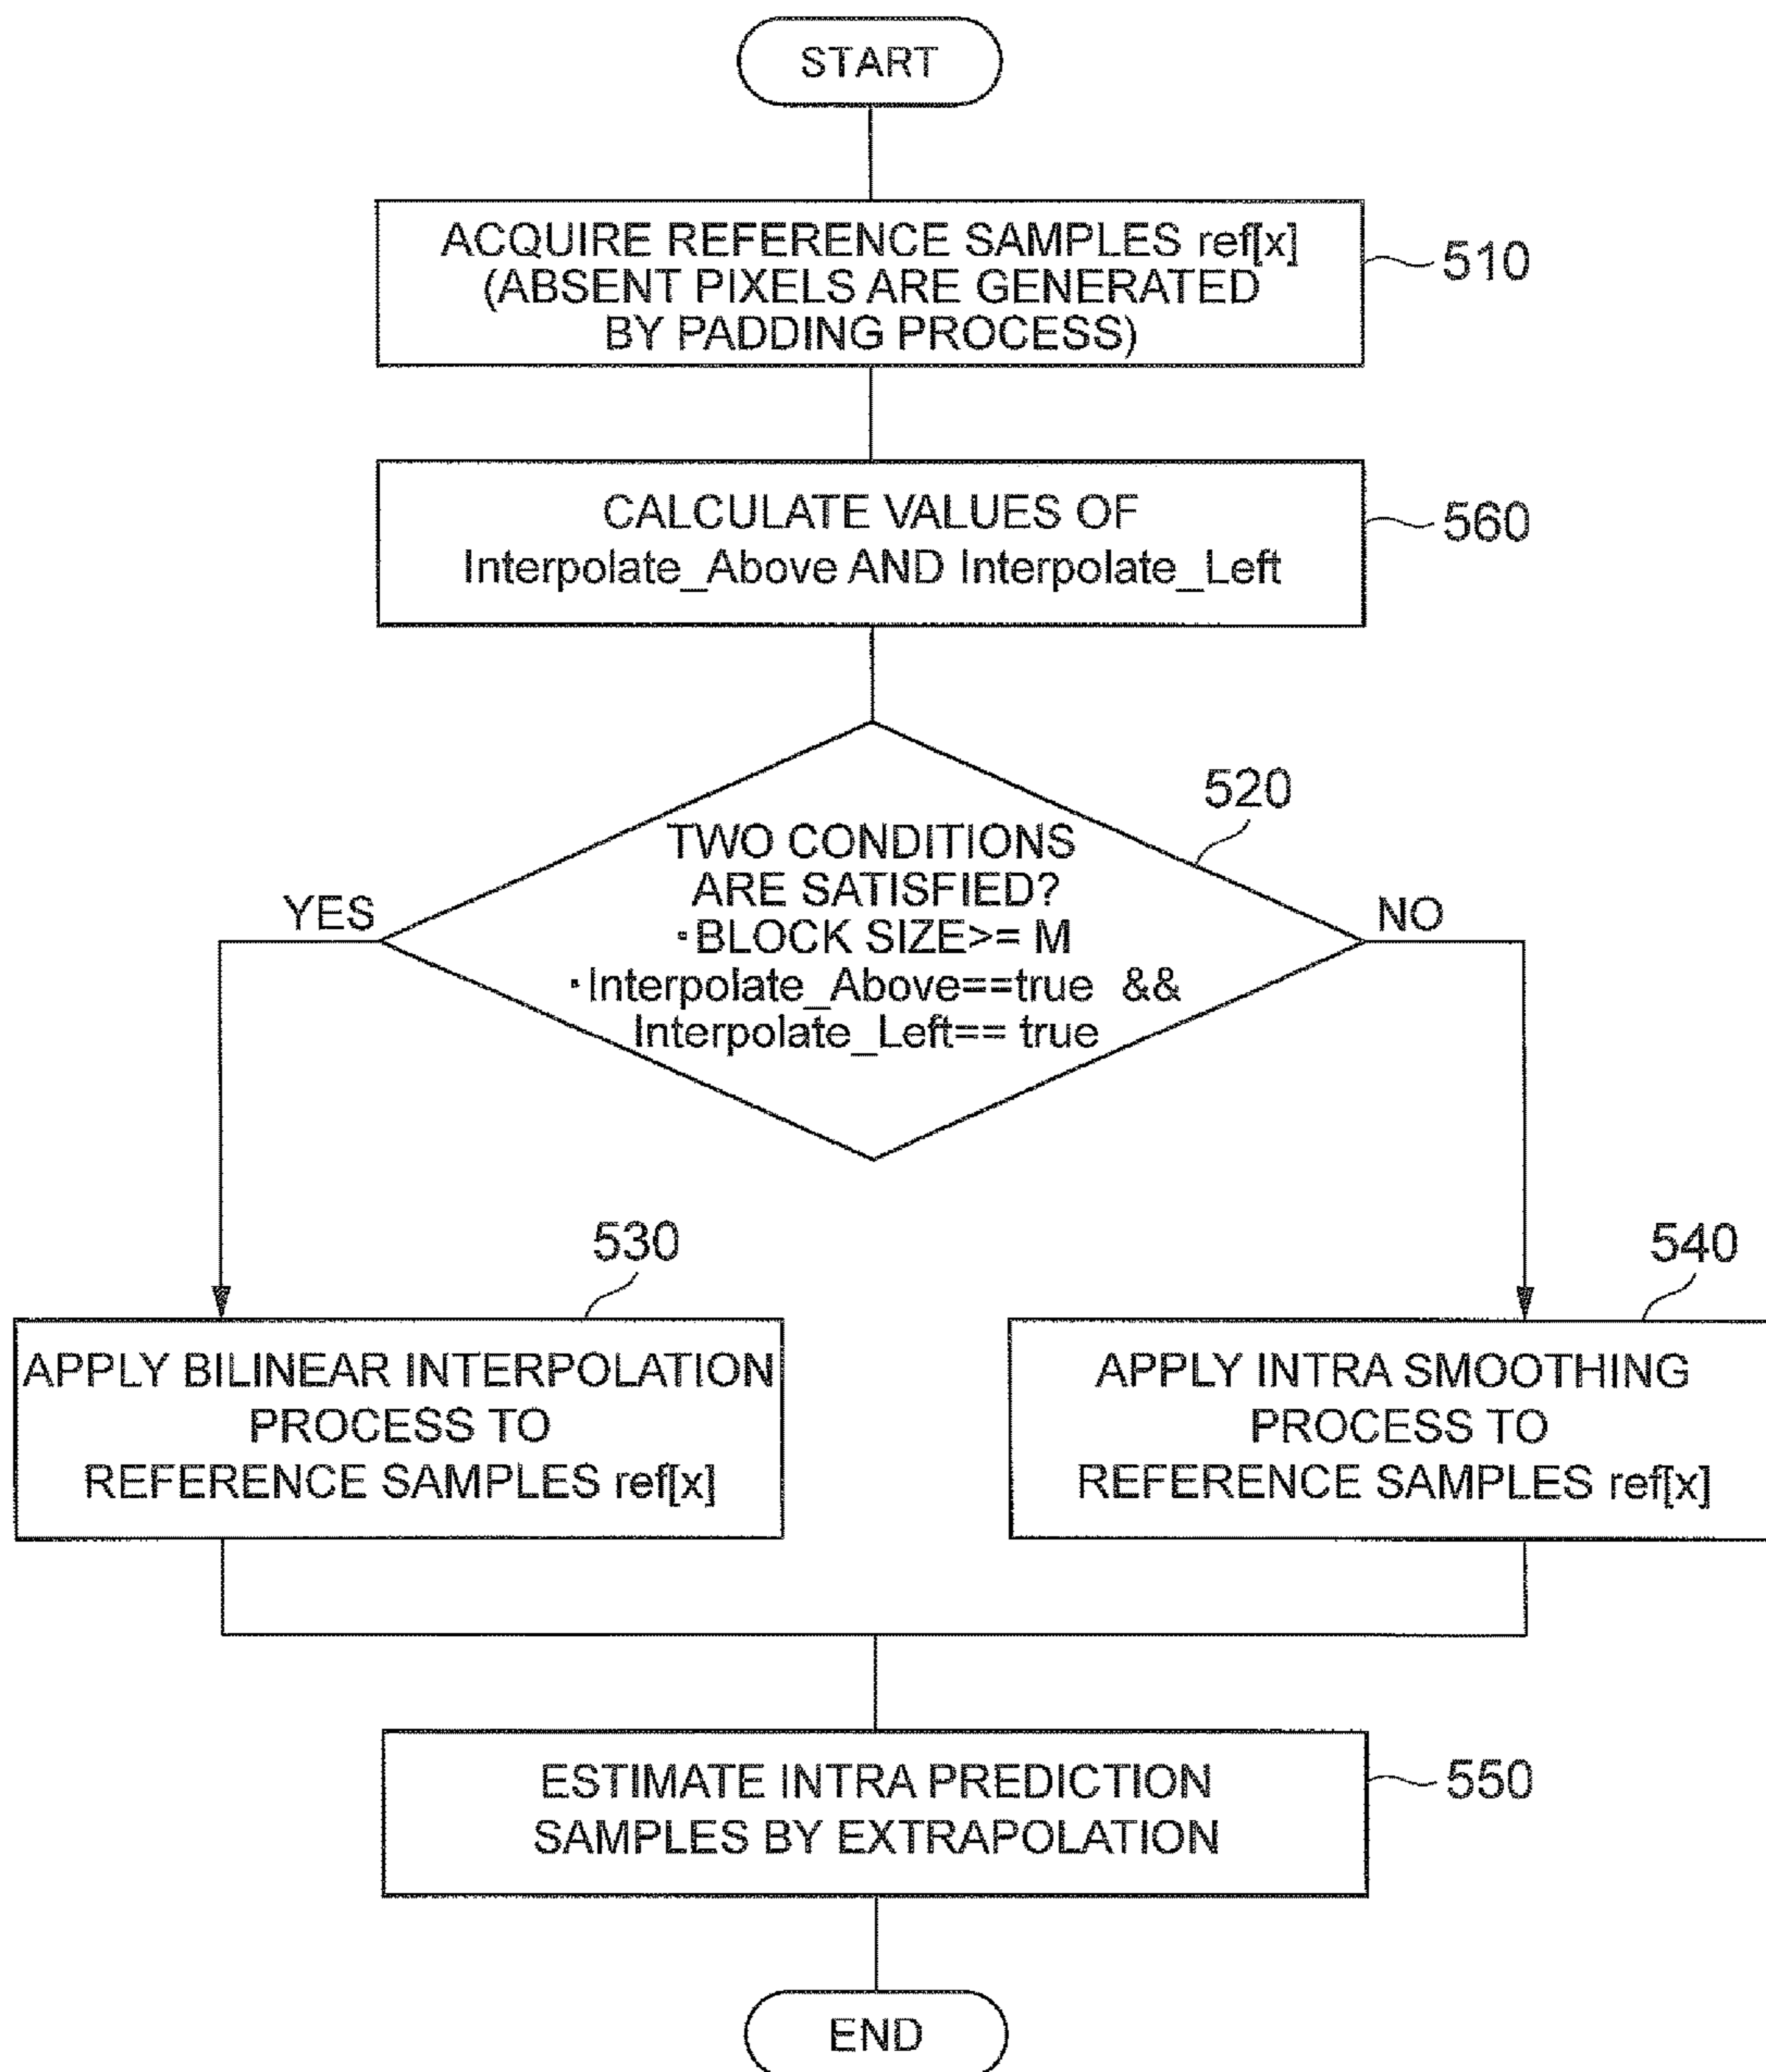 START
ACQUIRE REFERENCE SAMPLES ref[x]
(ABSENT PIXELS ARE GENERATED
BY PADDING PROCESS)
510
CALCULATE VALUES OF
Interpolate_Above AND Interpolate_Left
560
520
TWO CONDITIONS
ARE SATISFIED?
·BLOCK SIZE>= M
·Interpolate_Above==true &&
Interpolate_Left== true
YES
NO
530
APPLY BILINEAR INTERPOLATION
PROCESS TO
REFERENCE SAMPLES ref[x]
540
APPLY INTRA SMOOTHING
PROCESS TO
REFERENCE SAMPLES ref[x]
ESTIMATE INTRA PREDICTION
SAMPLES BY EXTRAPOLATION
550
END